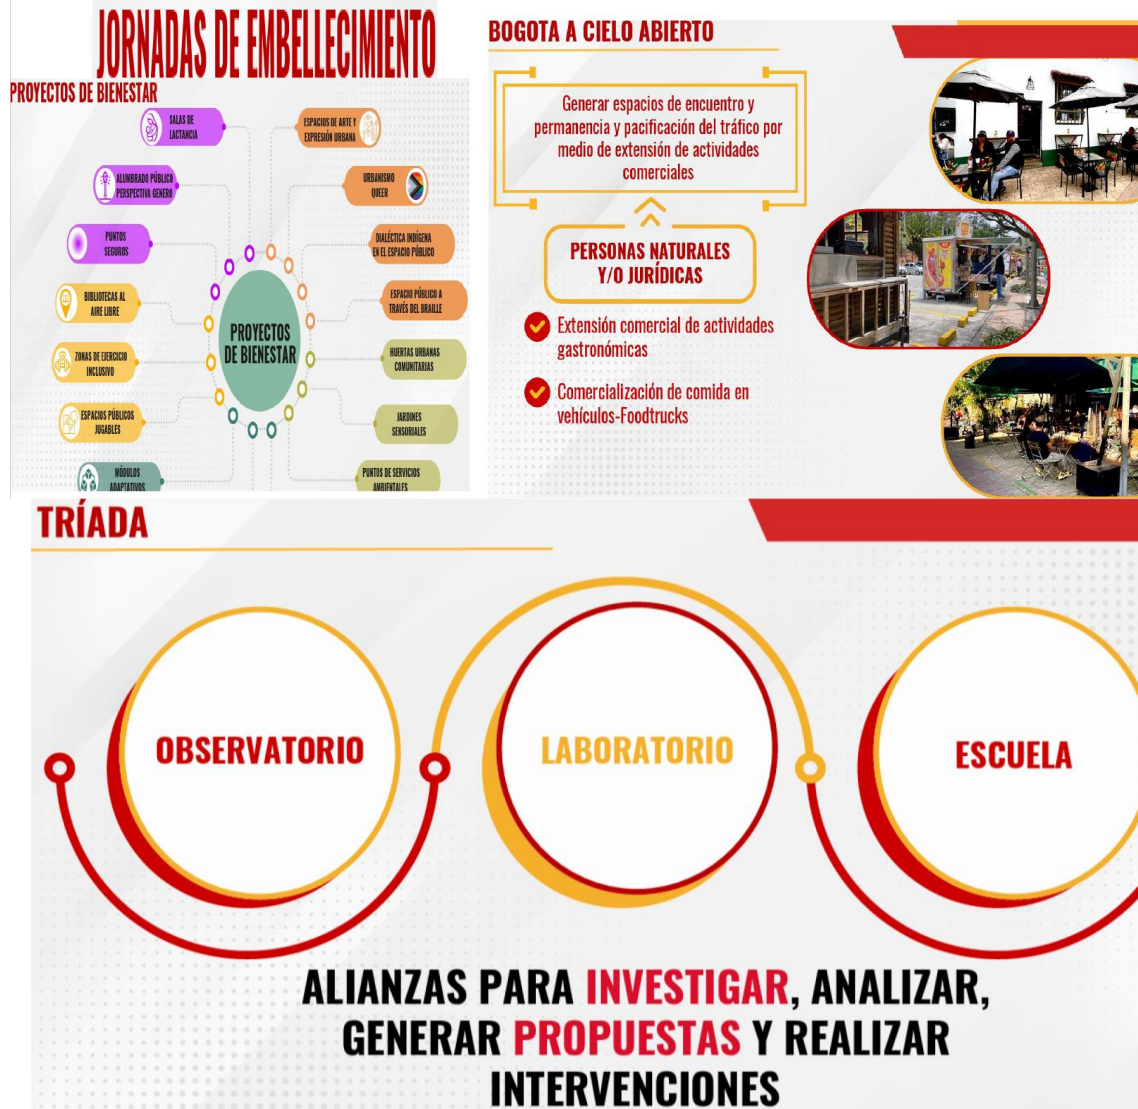 JORNADAS DE EMBELLECIMIENTO
PROYECTOS DE BIENESTAR
SALAS DE
LACTANCIA
ALUMBRADO PÚBLICO
PERSPECTIVA GENERO
PUNTOS
SEGUROS
BIBLIOTECAS AL
AIRE LIBRE
ZONAS DE EJERCICIO
INCLUSIVO
ESPACIOS PÚBLICOS
JUGABLES
MÓDULOS
ADAPTATIVOS
PROYECTOS
DE BIENESTAR
ESPACIOS DE ARTE Y
EXPRESIÓN URBANA
URBANISMO
QUEER
DIALÉCTICA INDÍGENA
EN EL ESPACIO PÚBLICO
ESPACIO PÚBLICO A
TRAVÉS DEL BRAILLE
HUERTAS URBANAS
COMUNITARIAS
JARDINES
SENSORIALES
PUNTOS DE SERVICIOS
AMBIENTALES
BOGOTA A CIELO ABIERTO
Generar espacios de encuentro y
permanencia y pacificación del tráfico por
medio de extensión de actividades
comerciales
PERSONAS NATURALES
Y/O JURÍDICAS
Extensión comercial de actividades
gastronómicas
Comercialización de comida en
vehículos-Foodtrucks
TRÍADA
OBSERVATORIO
LABORATORIO
ESCUELA
ALIANZAS PARA INVESTIGAR, ANALIZAR,
GENERAR PROPUESTAS Y REALIZAR
INTERVENCIONES